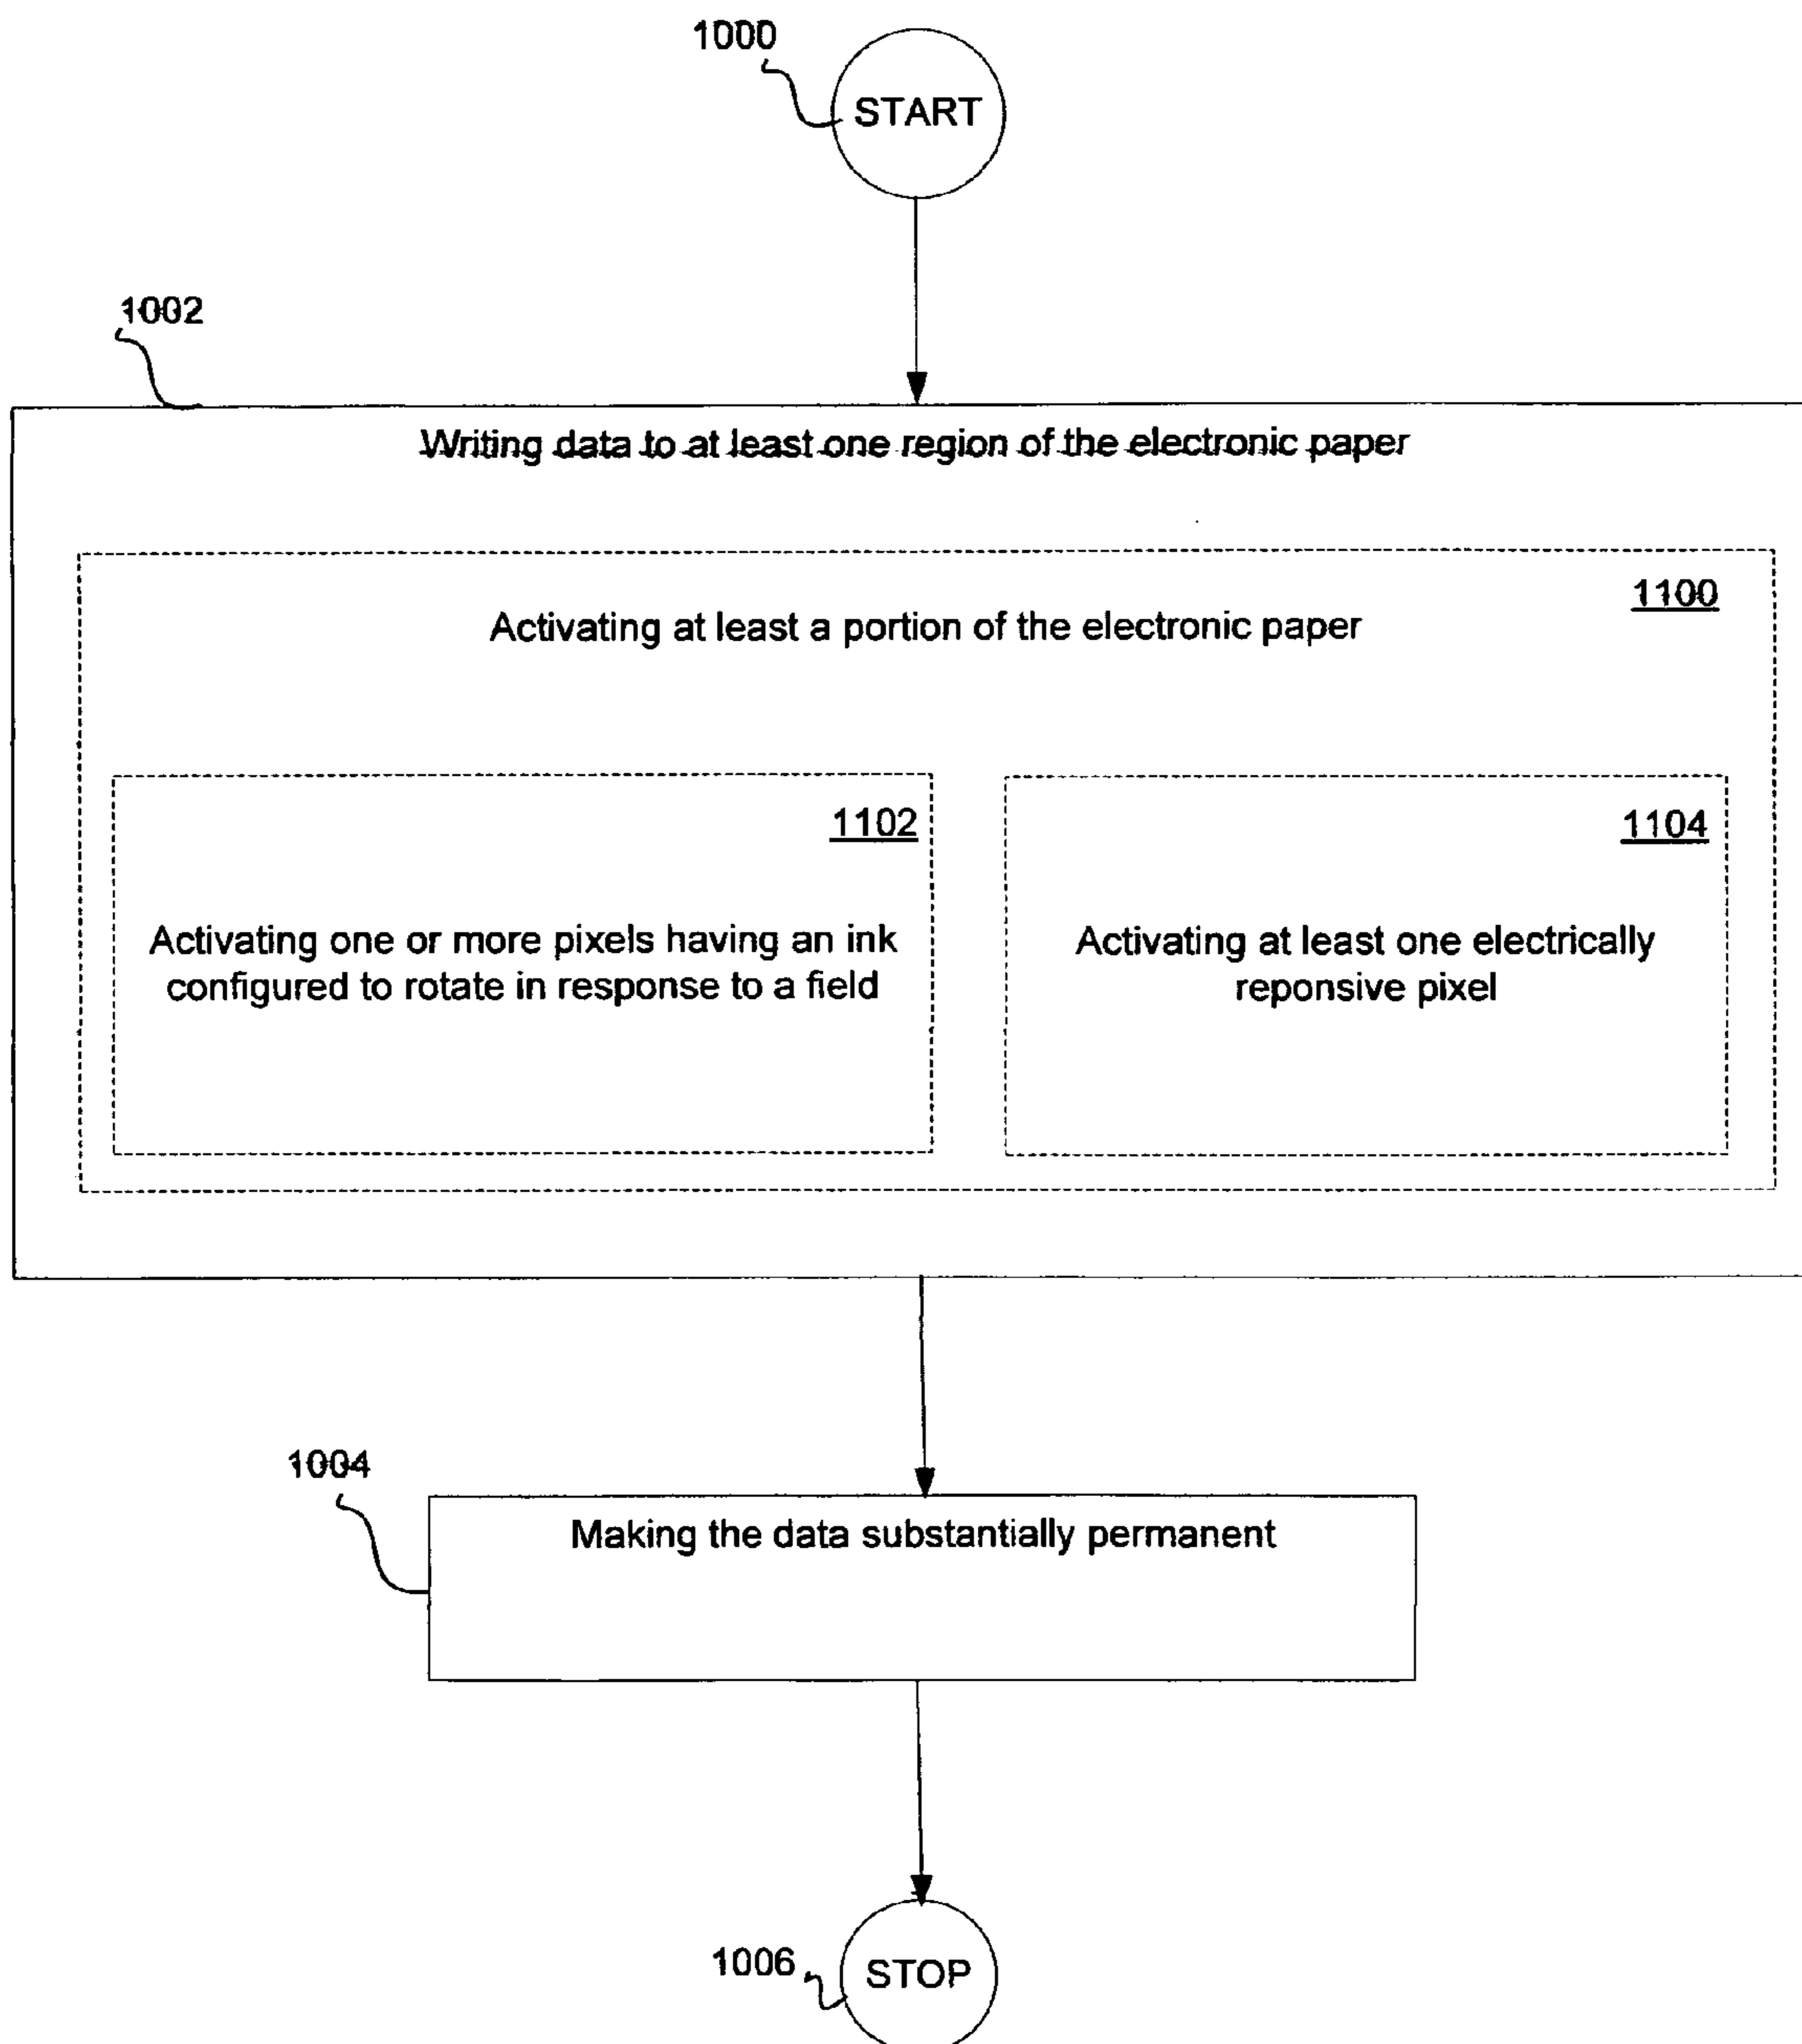 1000
START
1002
Writing data to at least one region of the electronic paper
1100
Activating at least a portion of the electronic paper
1102
1104
Activating one or more pixels having an ink
configured to rotate in response to a field
Activating at least one electrically
reponsive pixel
1004
Making the data substantially permanent
1006
STOP